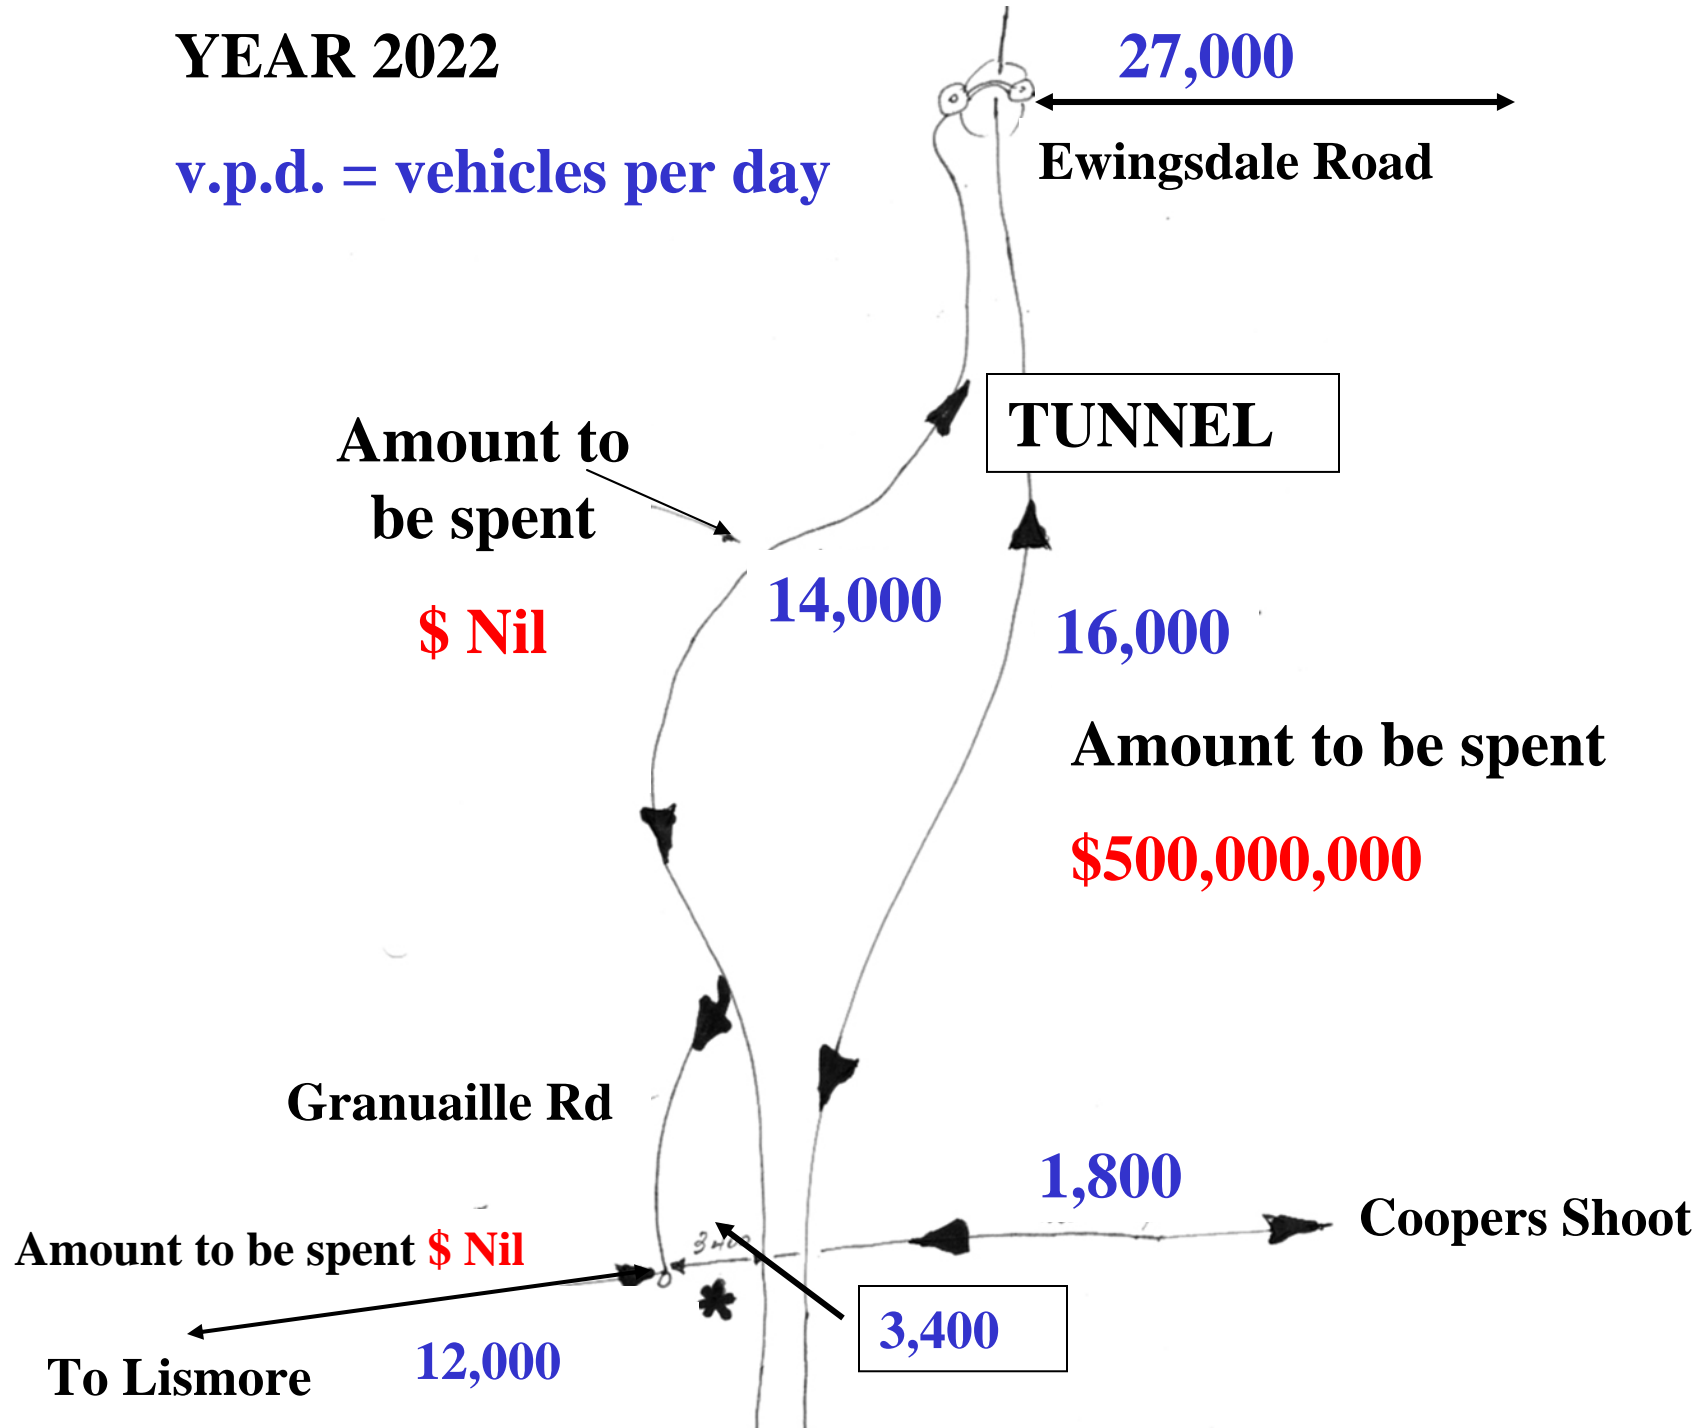 YEAR 2022
27,000
v.p.d. = vehicles per day
Ewingsdale Road
TUNNEL
Amount to
be spent
$ Nil
14,000
16,000
Amount to be spent
$500,000,000
Granuaille Rd
1,800
Coopers Shoot
Amount to be spent $ Nil
3400
3,400
To Lismore
12,000